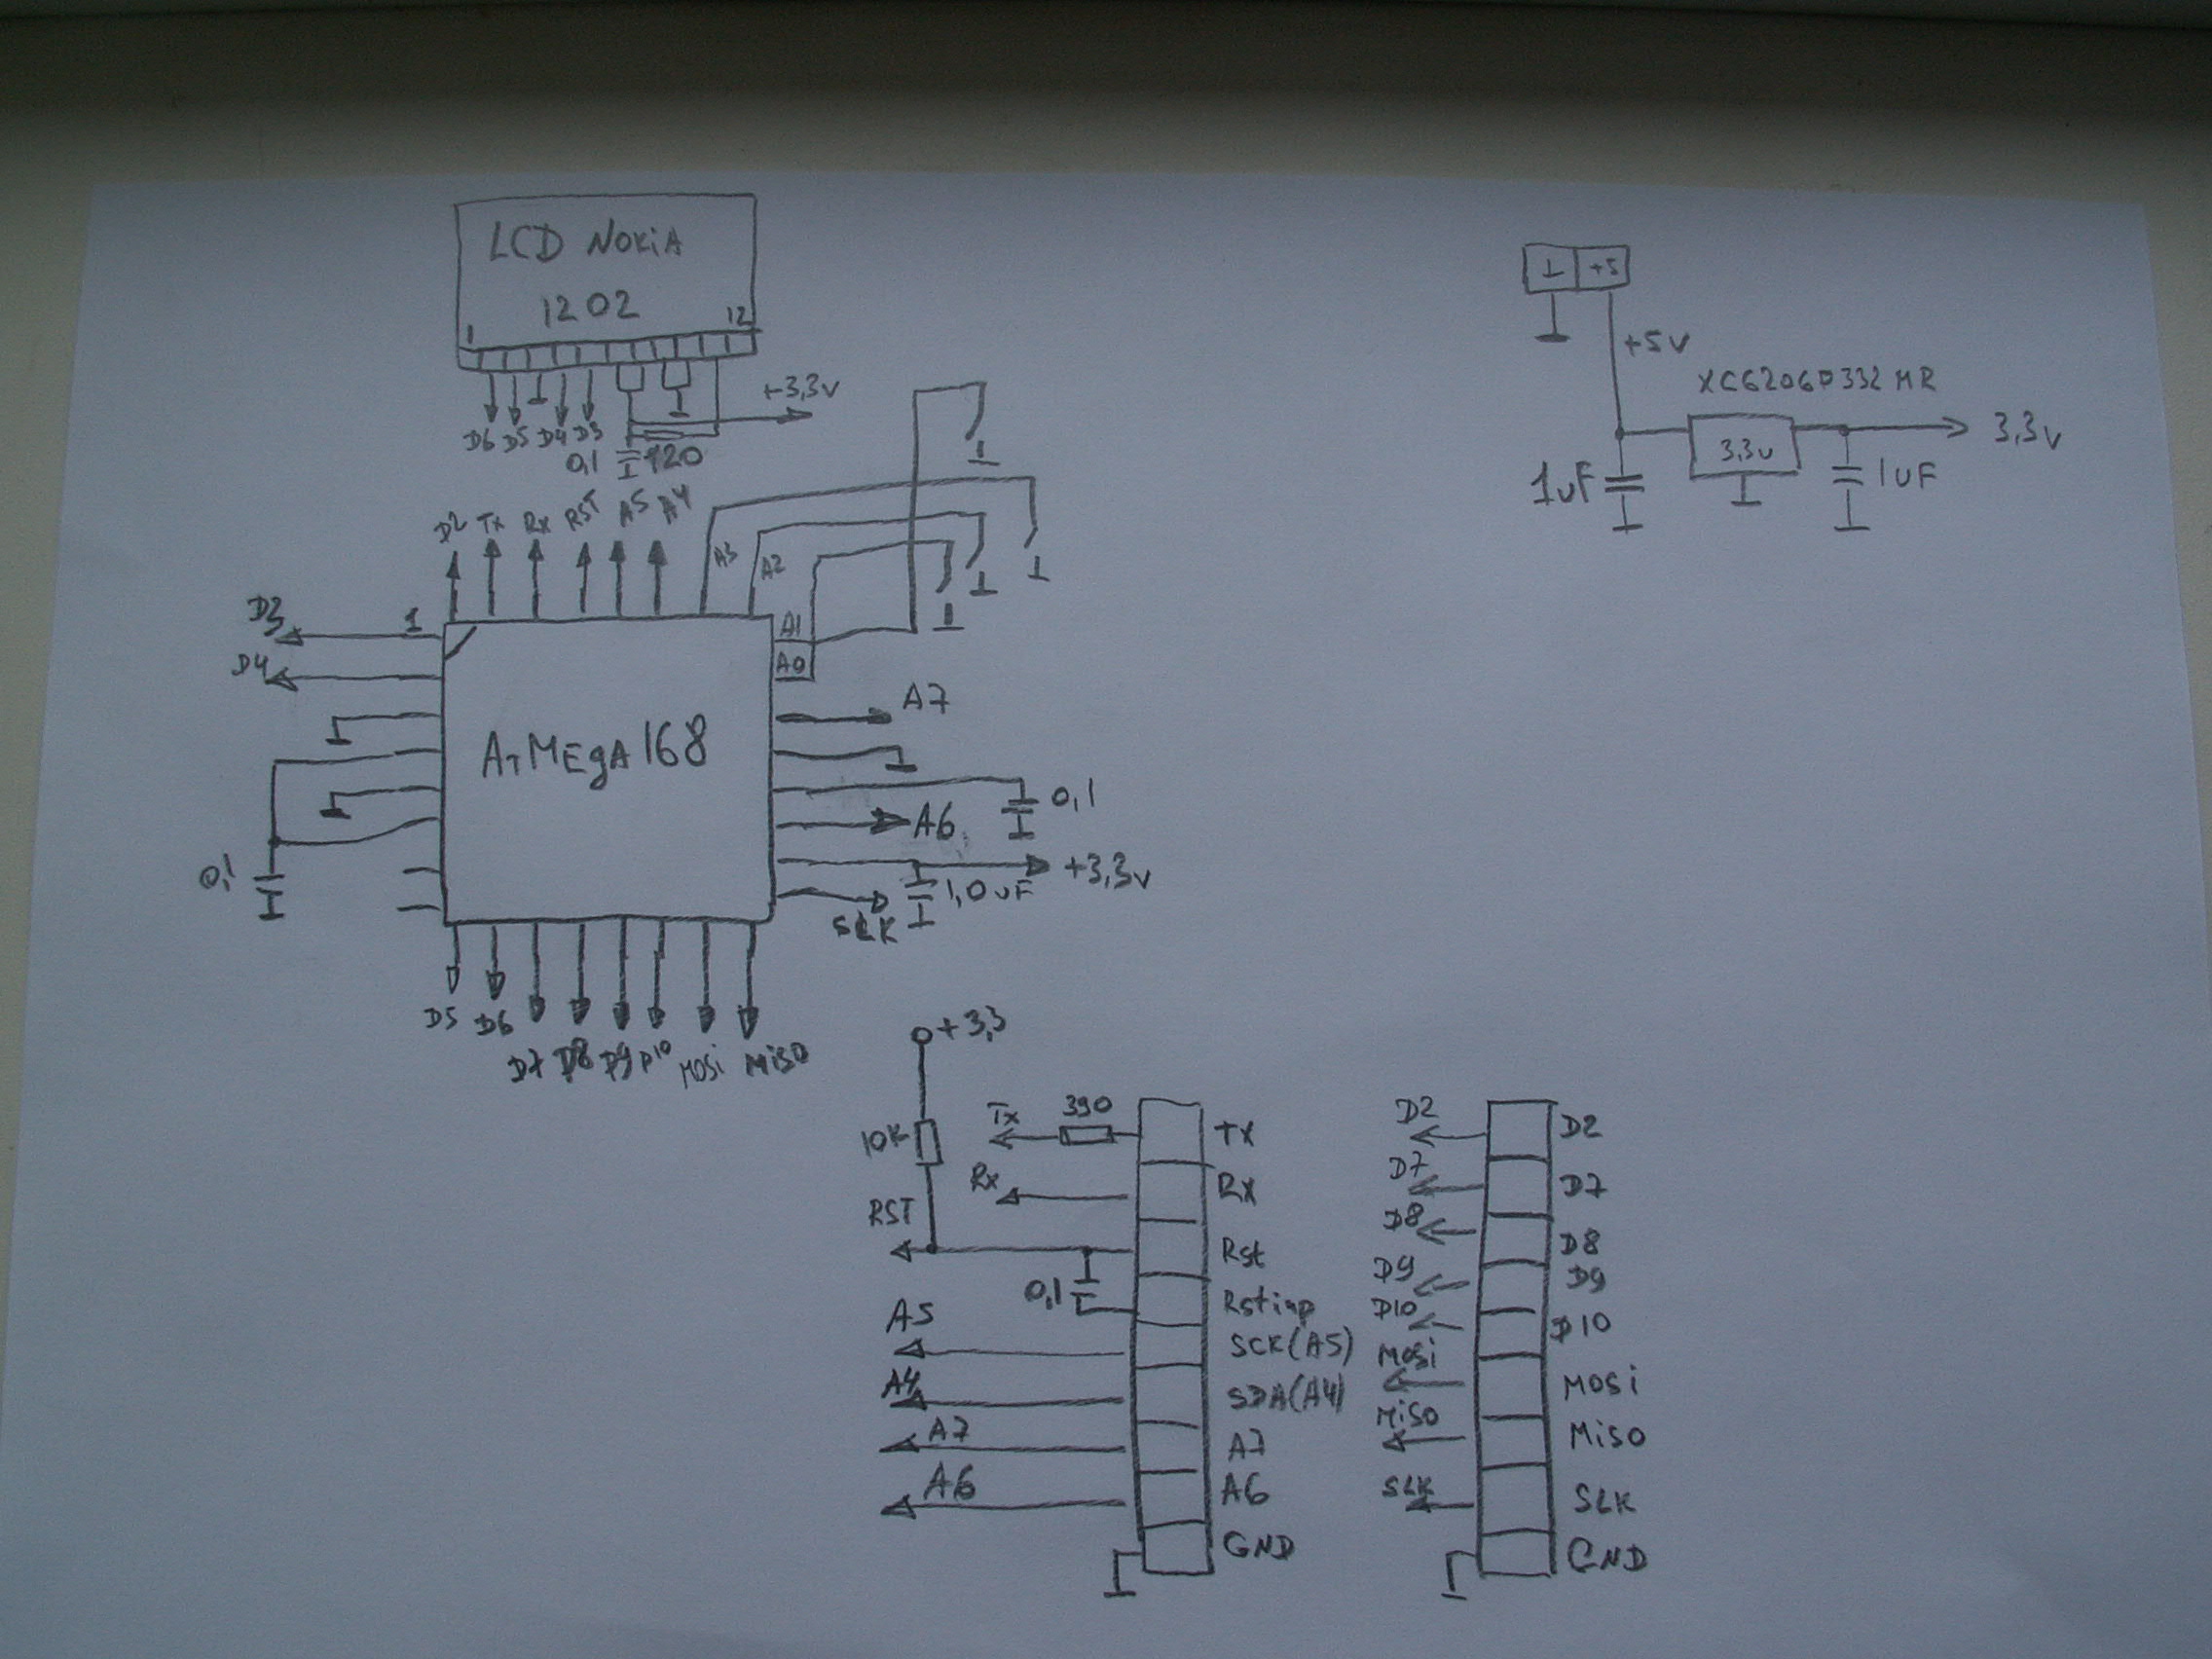 LCD NOKiA
1202
1 12
D6 D5 D4 D3
+3,3v
0,1 120
D2 Tx Rx RST A5 A4
A3 A2
D3 1
D4
A1
A0
ATMEgA168
A7
0,1
A6
+3,3v
1,0uF
SLK
0,1
D5 D6 D7 D8 D9 D10 MOSi MiSO
+5
+5v
XC6206P332MR
3,3v
3,3v
1uF
1uF
+3,3
10K
Tx 390 Tx
Rx Rx
RST Rst
0,1 Rstinp
A5 SCK(A5)
A4 SDA(A4)
A7 A7
A6 A6
GND
D2 D2
D7 D7
D8 D8
D9 D9
D10 D10
MOSi MOSi
MiSO MiSO
SLK SLK
GND